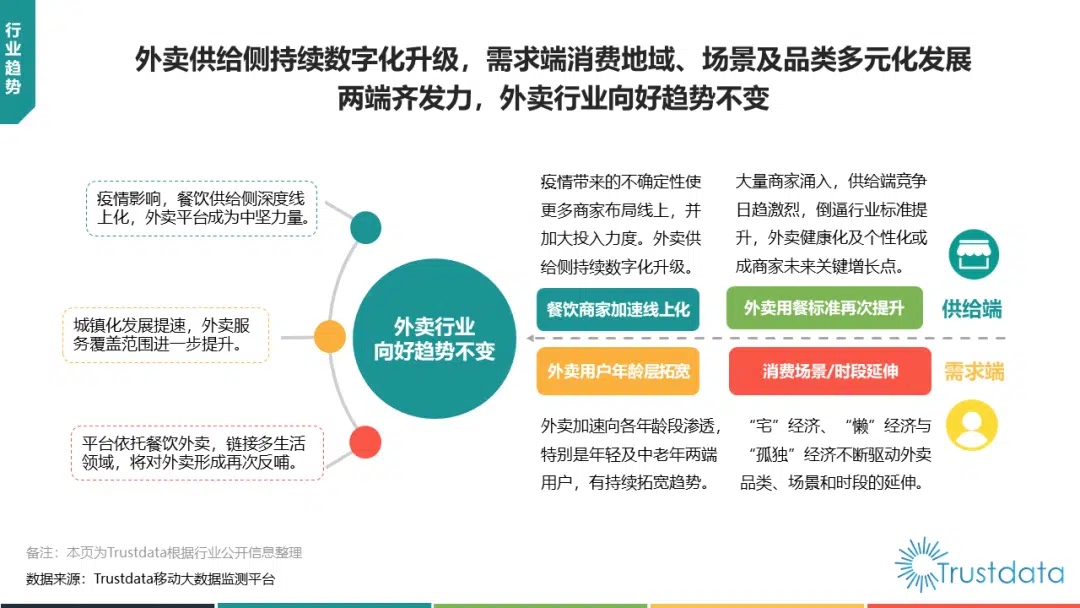 行业趋势
外卖供给侧持续数字化升级，需求端消费地域、场景及品类多元化发展
两端齐发力，外卖行业向好趋势不变
疫情影响，餐饮供给侧深度线
上化，外卖平台成为中坚力量。
城镇化发展提速，外卖服
务覆盖范围进一步提升。
平台依托餐饮外卖，链接多生活
领域，将对外卖形成再次反哺。
外卖行业
向好趋势不变
疫情带来的不确定性使
更多商家布局线上，并
加大投入力度。外卖供
给侧持续数字化升级。
餐饮商家加速线上化
大量商家涌入，供给端竞争
日趋激烈，倒逼行业标准提
升，外卖健康化及个性化或
成商家未来关键增长点。
外卖用餐标准再次提升
供给端
外卖用户年龄层拓宽
外卖加速向各年龄段渗透，
特别是年轻及中老年两端
用户，有持续拓宽趋势。
消费场景/时段延伸
“宅”经济、“懒”经济与
“孤独”经济不断驱动外卖
品类、场景和时段的延伸。
需求端
备注：本页为Trustdata根据行业公开信息整理
数据来源：Trustdata移动大数据监测平台
Trustdata